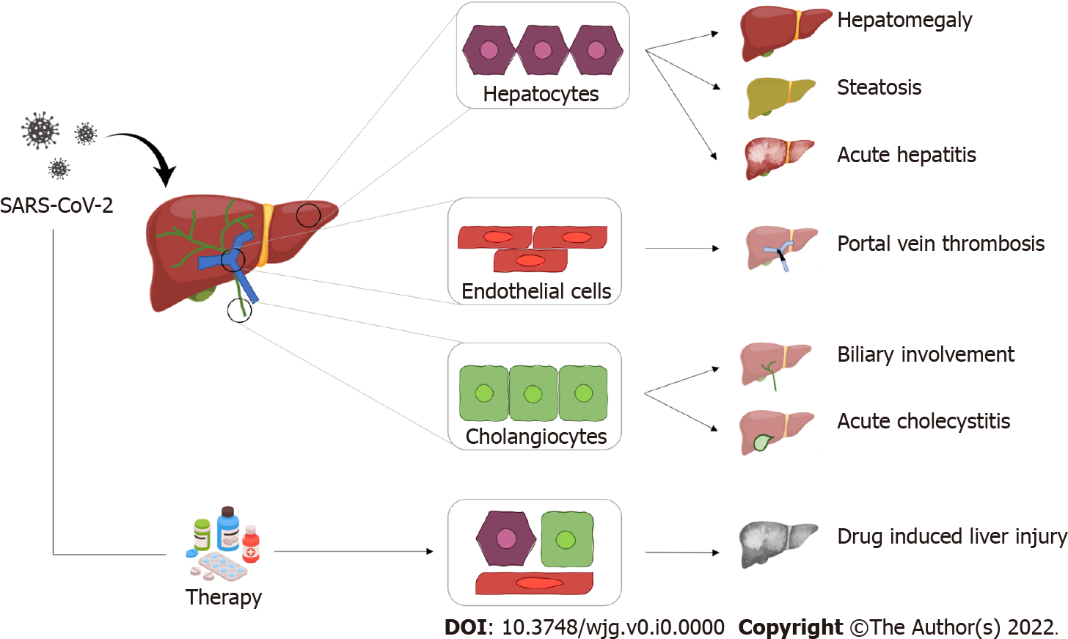 Hepatocytes
Hepatomegaly
Steatosis
Acute hepatitis
SARS-CoV-2
Endothelial cells
Portal vein thrombosis
Cholangiocytes
Biliary involvement
Acute cholecystitis
Therapy
Drug induced liver injury
DOI: 10.3748/wjg.v0.i0.0000 Copyright ©The Author(s) 2022.